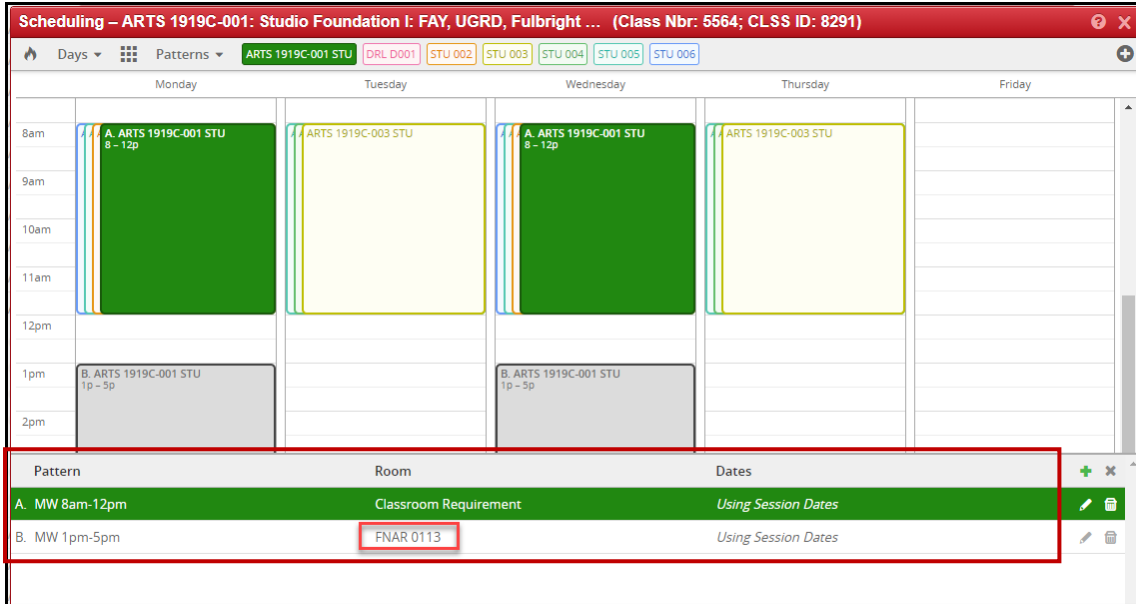 Scheduling – ARTS 1919C-001: Studio Foundation I: FAY, UGRD, Fulbright ... (Class Nbr: 5564; CLSS ID: 8291)
Days Patterns ARTS 1919C-001 STU DRL D001 STU 002 STU 003 STU 004 STU 005 STU 006
Monday Tuesday Wednesday Thursday Friday
8am
A. ARTS 1919C-001 STU
8 – 12p
ARTS 1919C-003 STU
A. ARTS 1919C-001 STU
8 – 12p
ARTS 1919C-003 STU
9am
10am
11am
12pm
1pm
B. ARTS 1919C-001 STU
1p – 5p
B. ARTS 1919C-001 STU
1p – 5p
2pm
Pattern Room Dates
A. MW 8am-12pm Classroom Requirement Using Session Dates
B. MW 1pm-5pm FNAR 0113 Using Session Dates